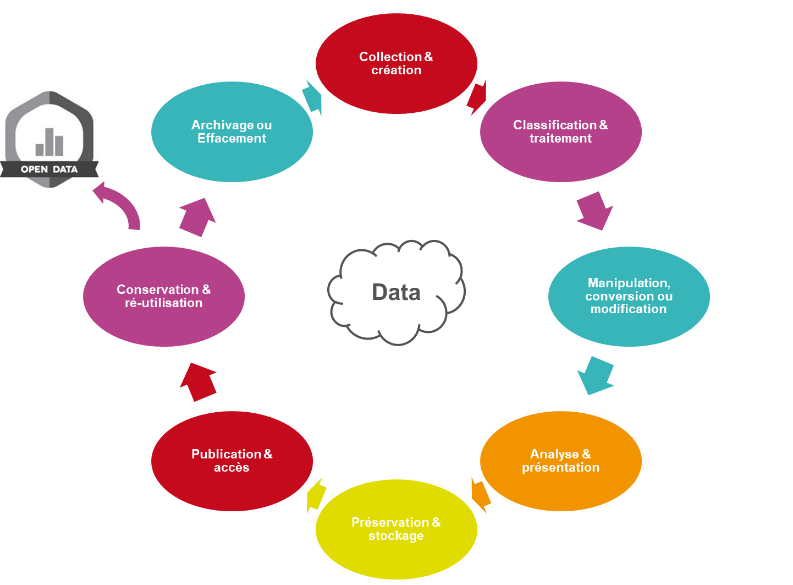 Collection &
création
Classification &
traitement
Manipulation,
conversion ou
modification
Analyse &
présentation
Préservation &
stockage
Publication &
accès
Conservation &
ré-utilisation
Archivage ou
Effacement
OPEN DATA
Data